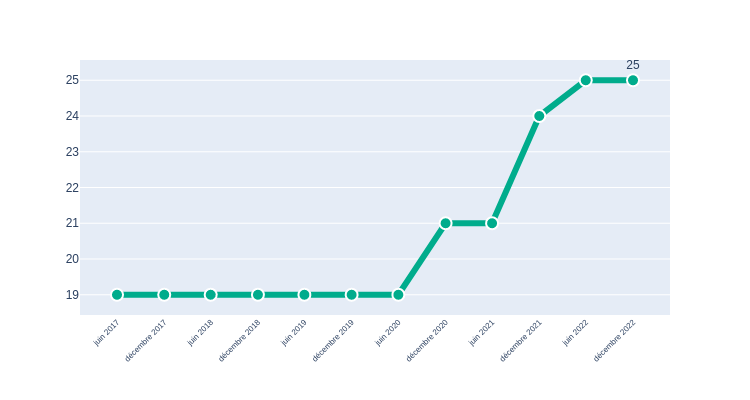 25
25
24
23
22
21
20
19
juin 2017
décembre 2017
juin 2018
décembre 2018
juin 2019
décembre 2019
juin 2020
décembre 2020
juin 2021
décembre 2021
juin 2022
décembre 2022